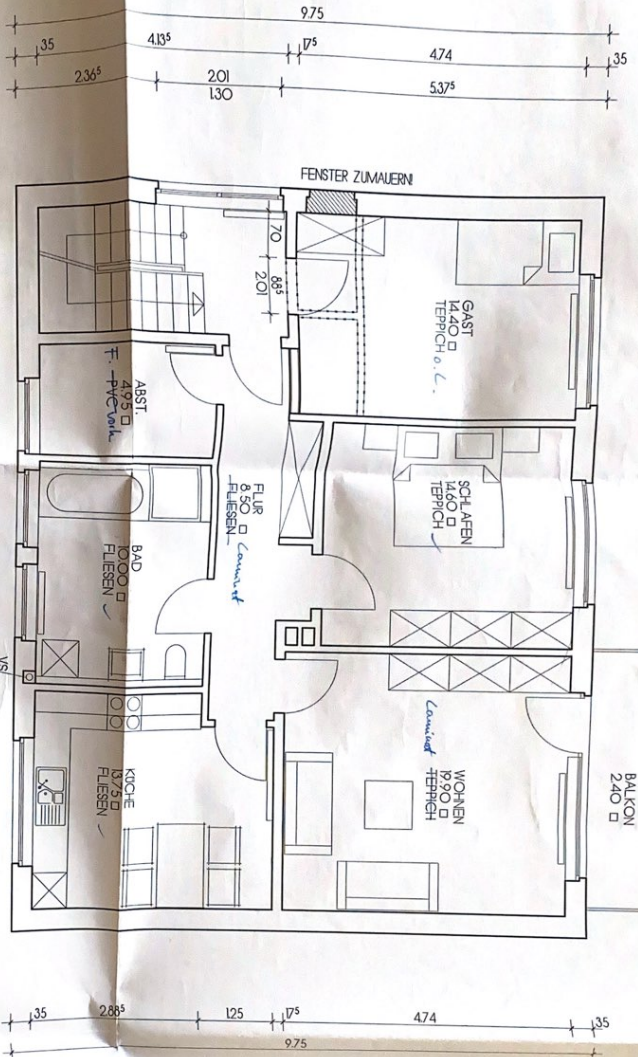 9.75
35
4.13⁵
17⁵
4.74
35
2.36⁵
2.01
1.30
5.37⁵
FENSTER ZUMAUERN!
70
88⁵
2.01
GAST
14.40 □
TEPPICH o. L.
ABST.
4.95 □
F.
FLUR
8.50 □
FLIESEN Laminat
SCHLAFEN
14.60 □
TEPPICH ✓
BAD
10.00 □
FLIESEN ✓
VS
KÜCHE
13.75 □
FLIESEN ✓
WOHNEN
19.90 □
TEPPICH
Laminat
BALKON
2.40 □
35
2.88⁵
1.25
17⁵
4.74
35
9.75